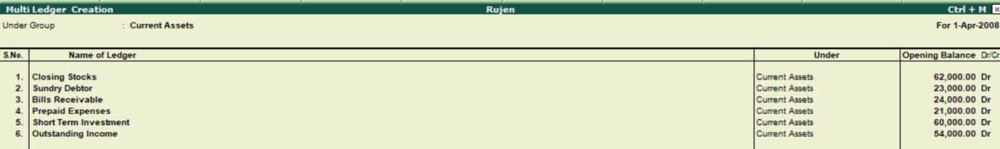 Multi Ledger Creation Rujen Ctrl + M
Under Group : Current Assets For 1-Apr-2008
S.No. Name of Ledger Under Opening Balance Dr/Cr
1. Closing Stocks Current Assets 62,000.00 Dr
2. Sundry Debtor Current Assets 23,000.00 Dr
3. Bills Receivable Current Assets 24,000.00 Dr
4. Prepaid Expenses Current Assets 21,000.00 Dr
5. Short Term Investment Current Assets 60,000.00 Dr
6. Outstanding Income Current Assets 54,000.00 Dr